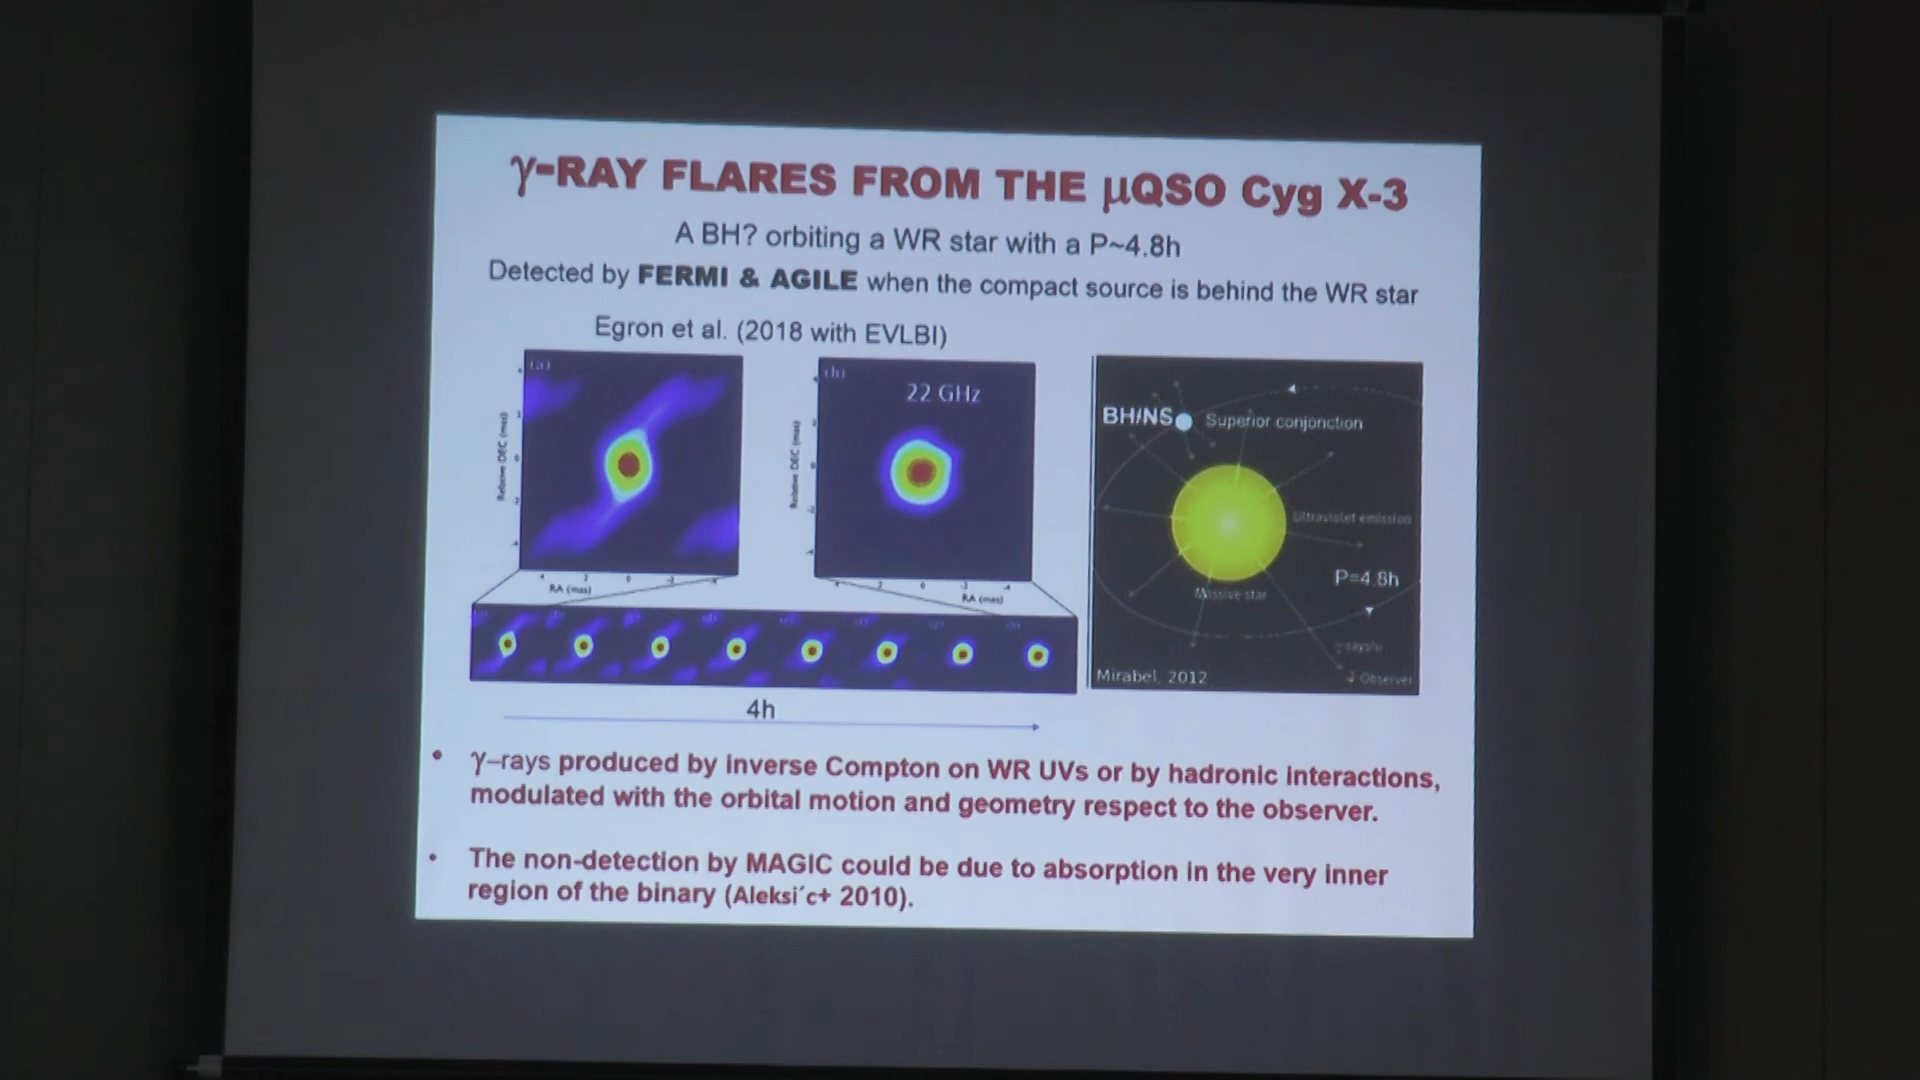 γ-RAY FLARES FROM THE μQSO Cyg X-3
A BH? orbiting a WR star with a P~4.8h
Detected by FERMI & AGILE when the compact source is behind the WR star
Egron et al. (2018 with EVLBI)
(a)
Relative DEC (mas)
RA (mas)
(h)
22 GHz
Relative DEC (mas)
RA (mas)
4h
BH/NS
Superior conjonction
Ultraviolet emission
P=4.8h
Massive star
Observer
Mirabel, 2012
• γ–rays produced by inverse Compton on WR UVs or by hadronic interactions,
modulated with the orbital motion and geometry respect to the observer.
• The non-detection by MAGIC could be due to absorption in the very inner
region of the binary (Aleksi´c+ 2010).